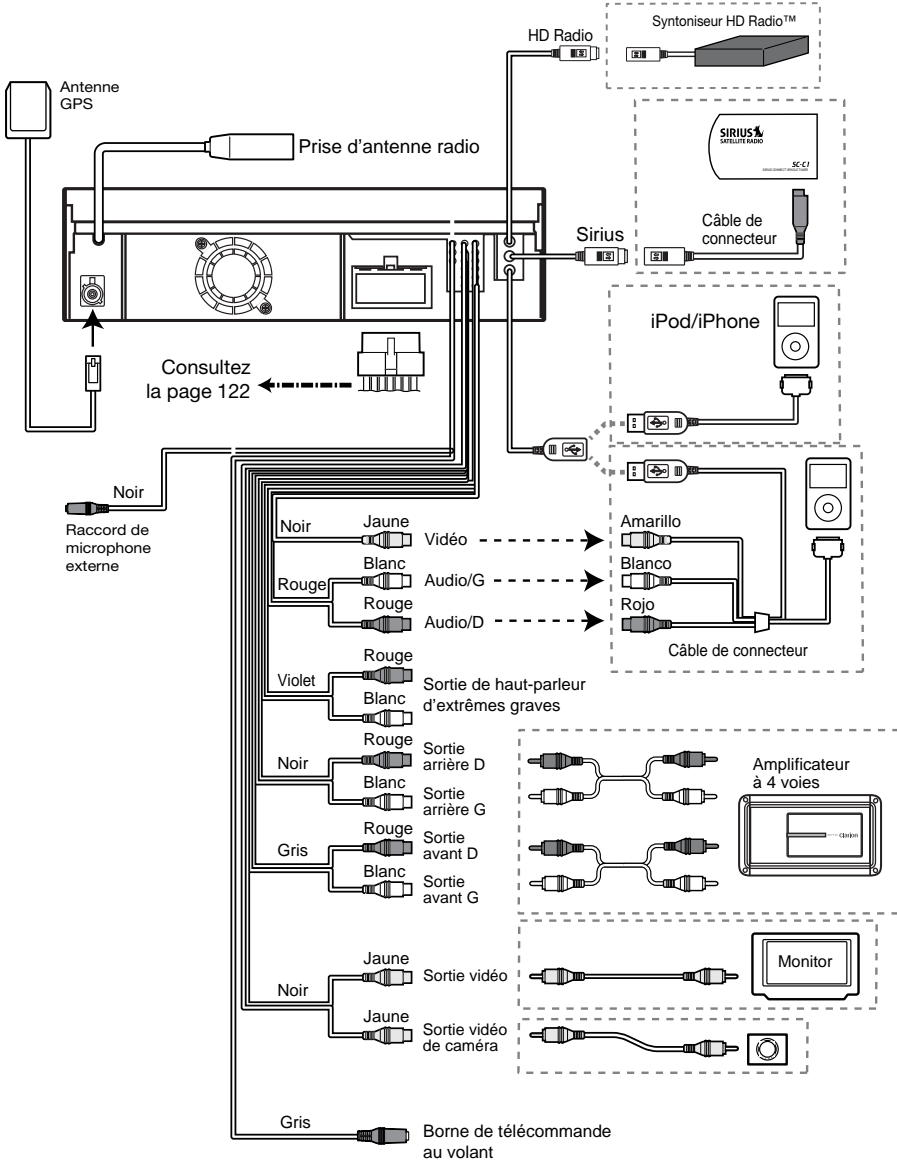 HD Radio
Syntoniseur HD Radio™
Antenne
GPS
Prise d'antenne radio
SIRIUS
SATELLITE RADIO
SC-C1
Sirius
Câble de
connecteur
iPod/iPhone
Consultez
la page 122
Noir
Raccord de
microphone
externe
Noir
Jaune
Vidéo
Amarillo
Rouge
Blanc
Audio/G
Blanco
Rouge
Audio/D
Rojo
Câble de connecteur
Violet
Rouge
Blanc
Sortie de haut-parleur
d'extrêmes graves
Noir
Rouge
Sortie
arrière D
Blanc
Sortie
arrière G
Gris
Rouge
Sortie
avant D
Blanc
Sortie
avant G
Amplificateur
à 4 voies
clarion
Noir
Jaune
Sortie vidéo
Monitor
Jaune
Sortie vidéo
de caméra
Gris
Borne de télécommande
au volant